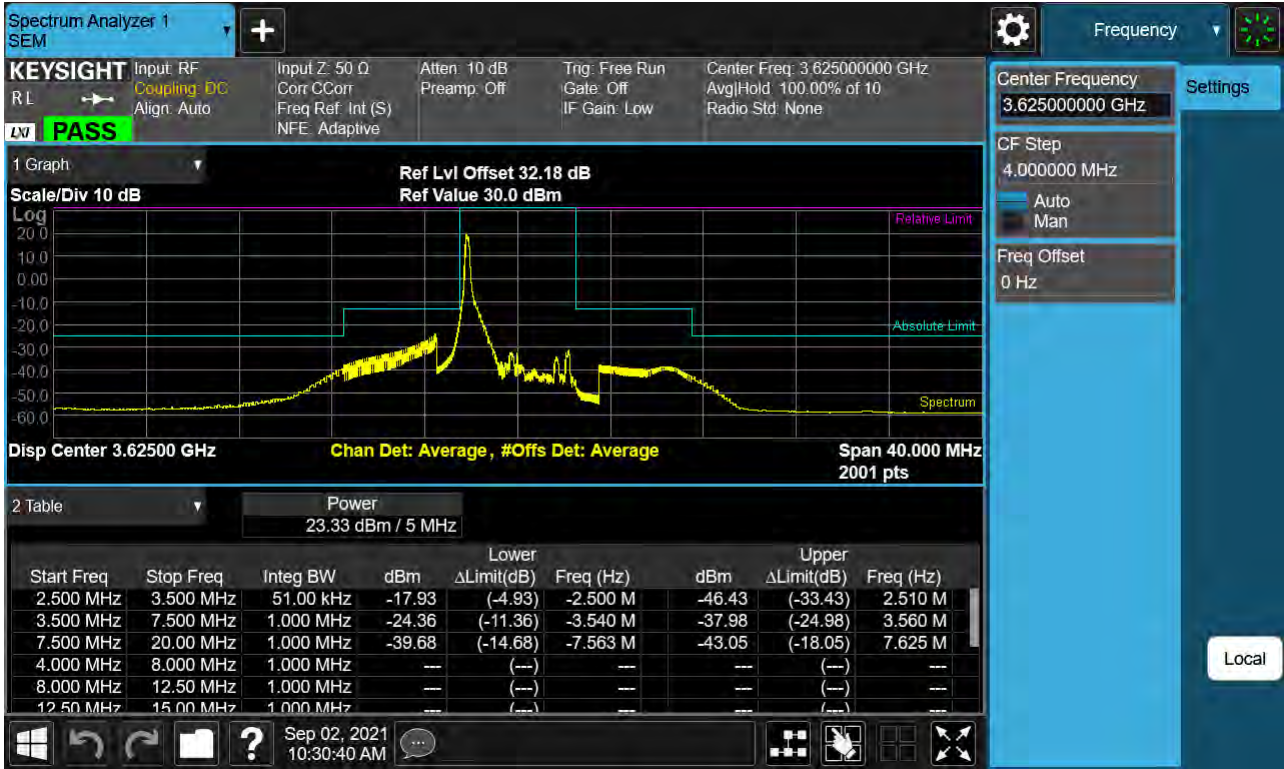 Spectrum Analyzer 1
SEM
Frequency
KEYSIGHT
R L
LXI
PASS
Input: RF
Coupling: DC
Align: Auto
Input Z: 50 Ω
Corr CCorr
Freq Ref: Int (S)
NFE: Adaptive
Atten: 10 dB
Preamp: Off
Trig: Free Run
Gate: Off
IF Gain: Low
Center Freq: 3.625000000 GHz
Avg|Hold: 100.00% of 10
Radio Std: None
Center Frequency
3.625000000 GHz
Settings
CF Step
4.000000 MHz
Auto
Man
Freq Offset
0 Hz
Local
1 Graph
Scale/Div 10 dB
Ref Lvl Offset 32.18 dB
Ref Value 30.0 dBm
Log
20.0
10.0
0.00
-10.0
-20.0
-30.0
-40.0
-50.0
-60.0
Relative Limit
Absolute Limit
Spectrum
Disp Center 3.62500 GHz
Chan Det: Average, #Offs Det: Average
Span 40.000 MHz
2001 pts
2 Table
Power
23.33 dBm / 5 MHz
Lower Upper
Start Freq Stop Freq Integ BW dBm ΔLimit(dB) Freq (Hz) dBm ΔLimit(dB) Freq (Hz)
2.500 MHz 3.500 MHz 51.00 kHz -17.93 (-4.93) -2.500 M -46.43 (-33.43) 2.510 M
3.500 MHz 7.500 MHz 1.000 MHz -24.36 (-11.36) -3.540 M -37.98 (-24.98) 3.560 M
7.500 MHz 20.00 MHz 1.000 MHz -39.68 (-14.68) -7.563 M -43.05 (-18.05) 7.625 M
4.000 MHz 8.000 MHz 1.000 MHz --- (---) --- --- (---) ---
8.000 MHz 12.50 MHz 1.000 MHz --- (---) --- --- (---) ---
12.50 MHz 15.00 MHz 1.000 MHz --- (---) --- --- (---) ---
Sep 02, 2021
10:30:40 AM